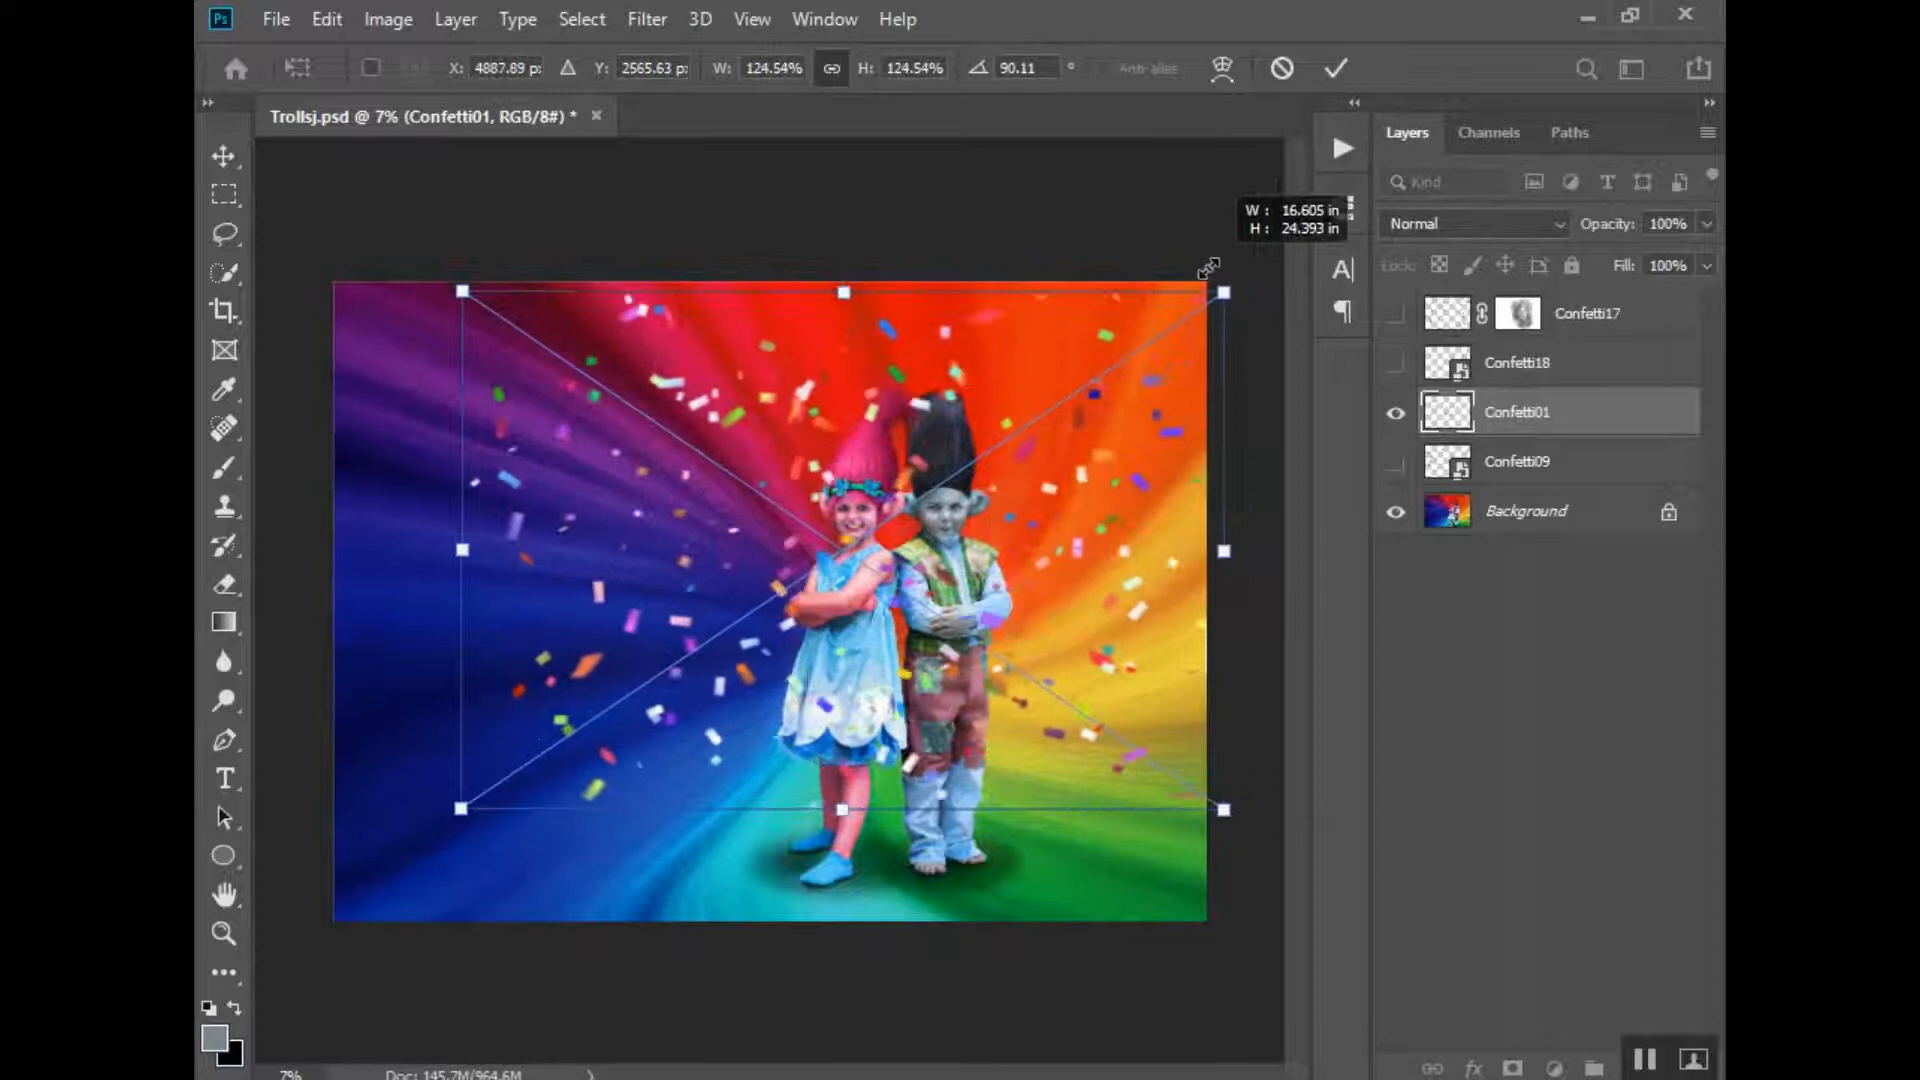 Ps File Edit Image Layer Type Select Filter 3D View Window Help
X: 4887.89 p: Y: 2565.63 p: W: 124.54% H: 124.54% 90.11 ° Anti-alias
Trollsj.psd @ 7% (Confetti01, RGB/8#) *
Layers Channels Paths
Kind
W : 16.605 in
H : 24.393 in
Normal Opacity: 100%
Lock: Fill: 100%
Confetti17
Confetti18
Confetti01
Confetti09
Background
7% Doc: 145.7M/964.6M